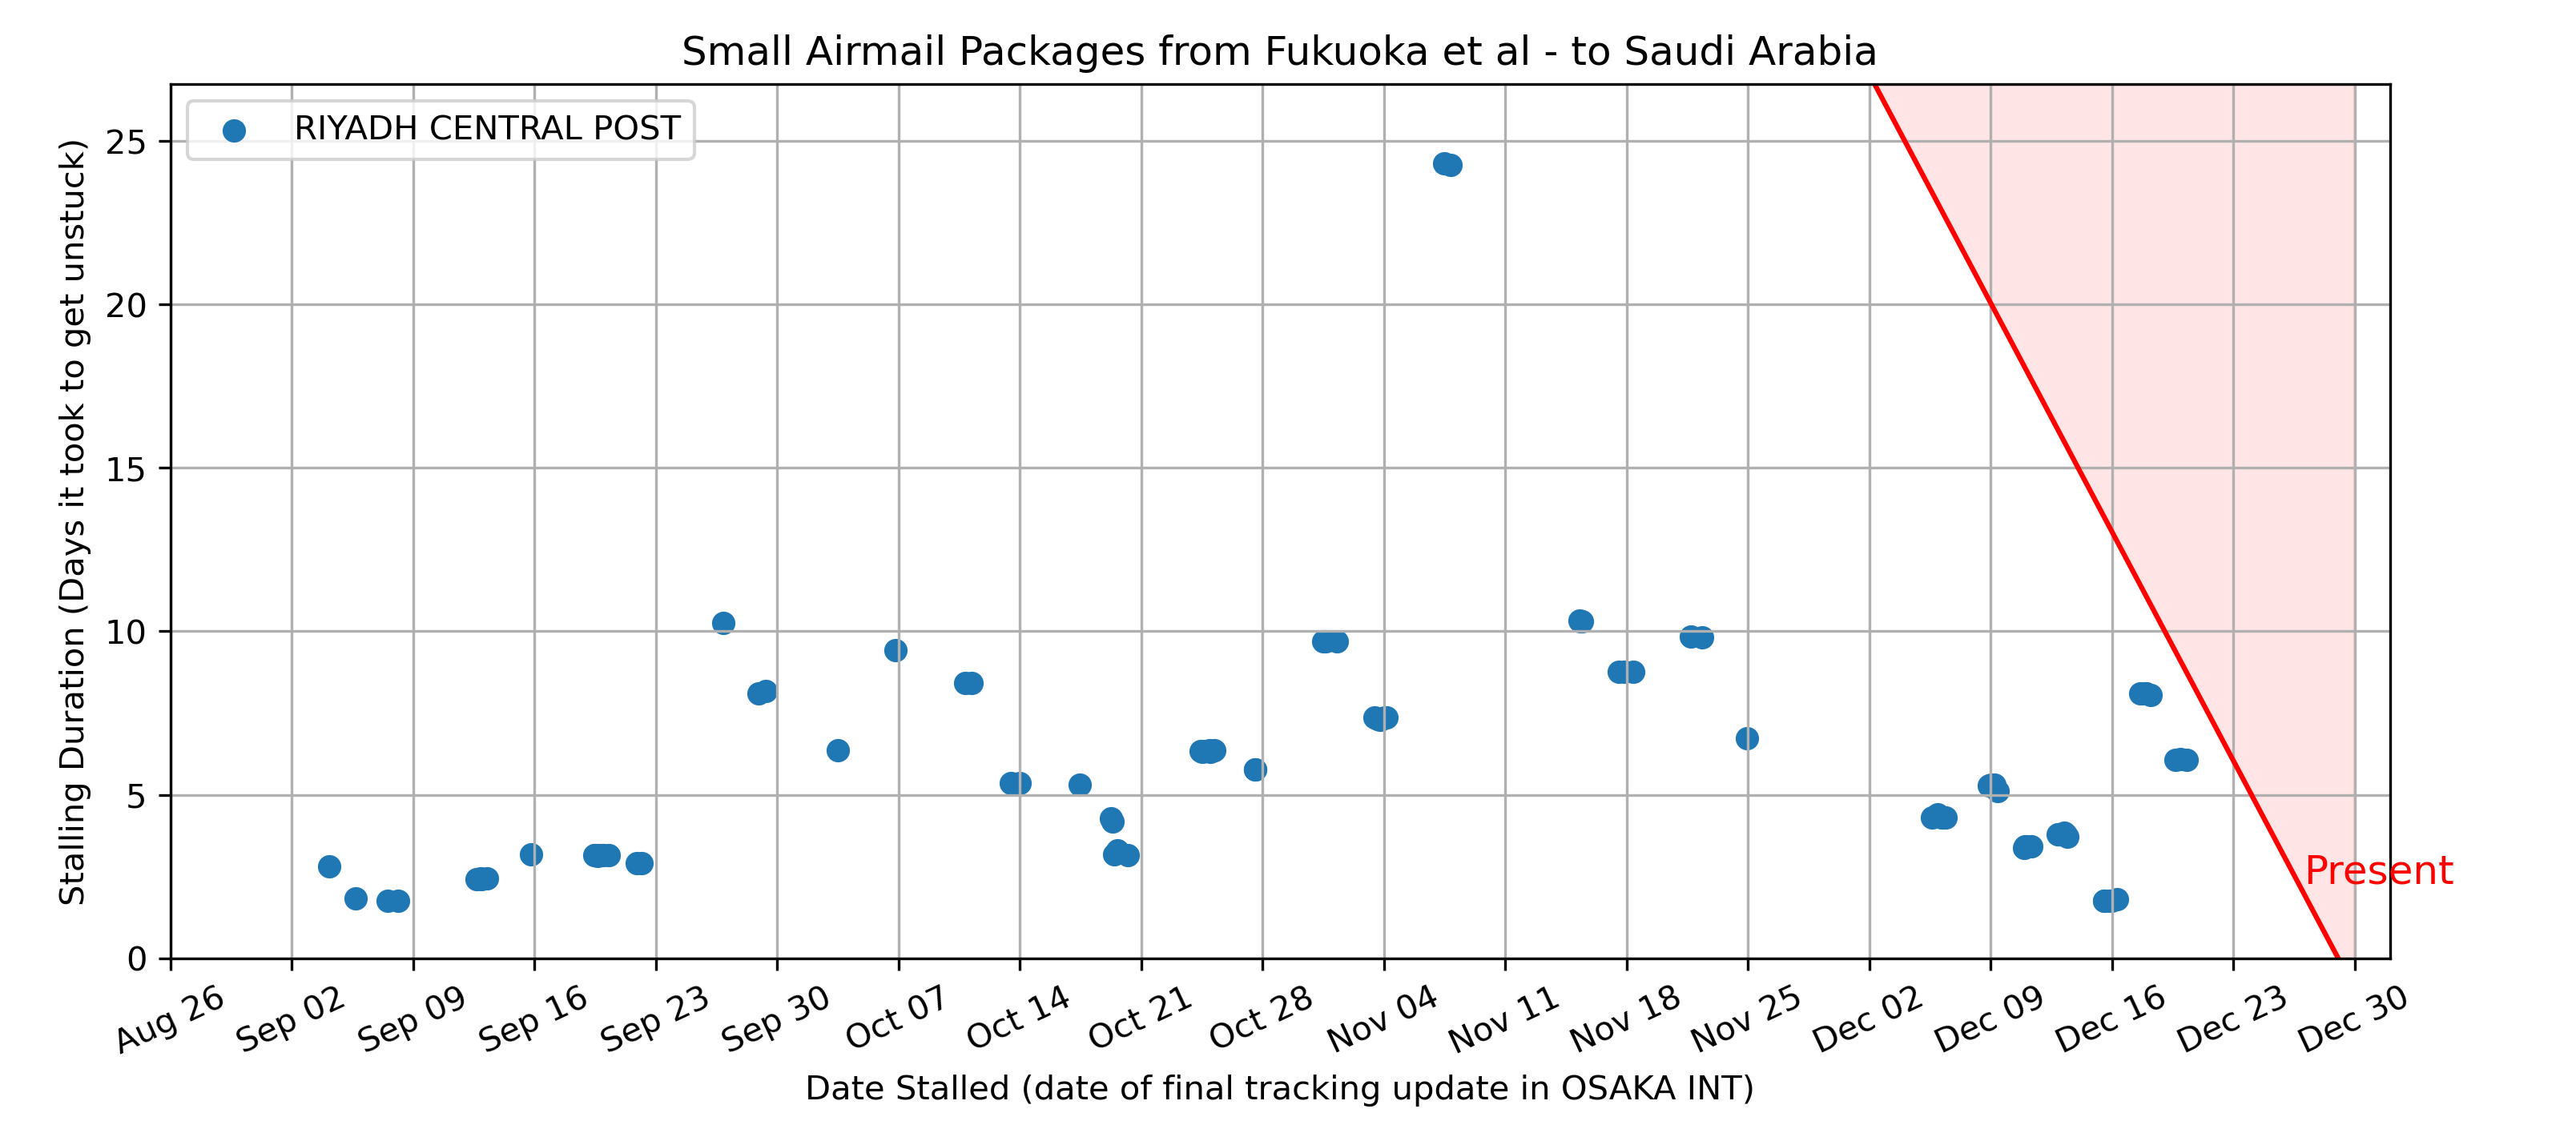 Small Airmail Packages from Fukuoka et al - to Saudi Arabia
RIYADH CENTRAL POST
Stalling Duration (Days it took to get unstuck)
25
20
15
10
5
0
Present
Aug 26
Sep 02
Sep 09
Sep 16
Sep 23
Sep 30
Oct 07
Oct 14
Oct 21
Oct 28
Nov 04
Nov 11
Nov 18
Nov 25
Dec 02
Dec 09
Dec 16
Dec 23
Dec 30
Date Stalled (date of final tracking update in OSAKA INT)